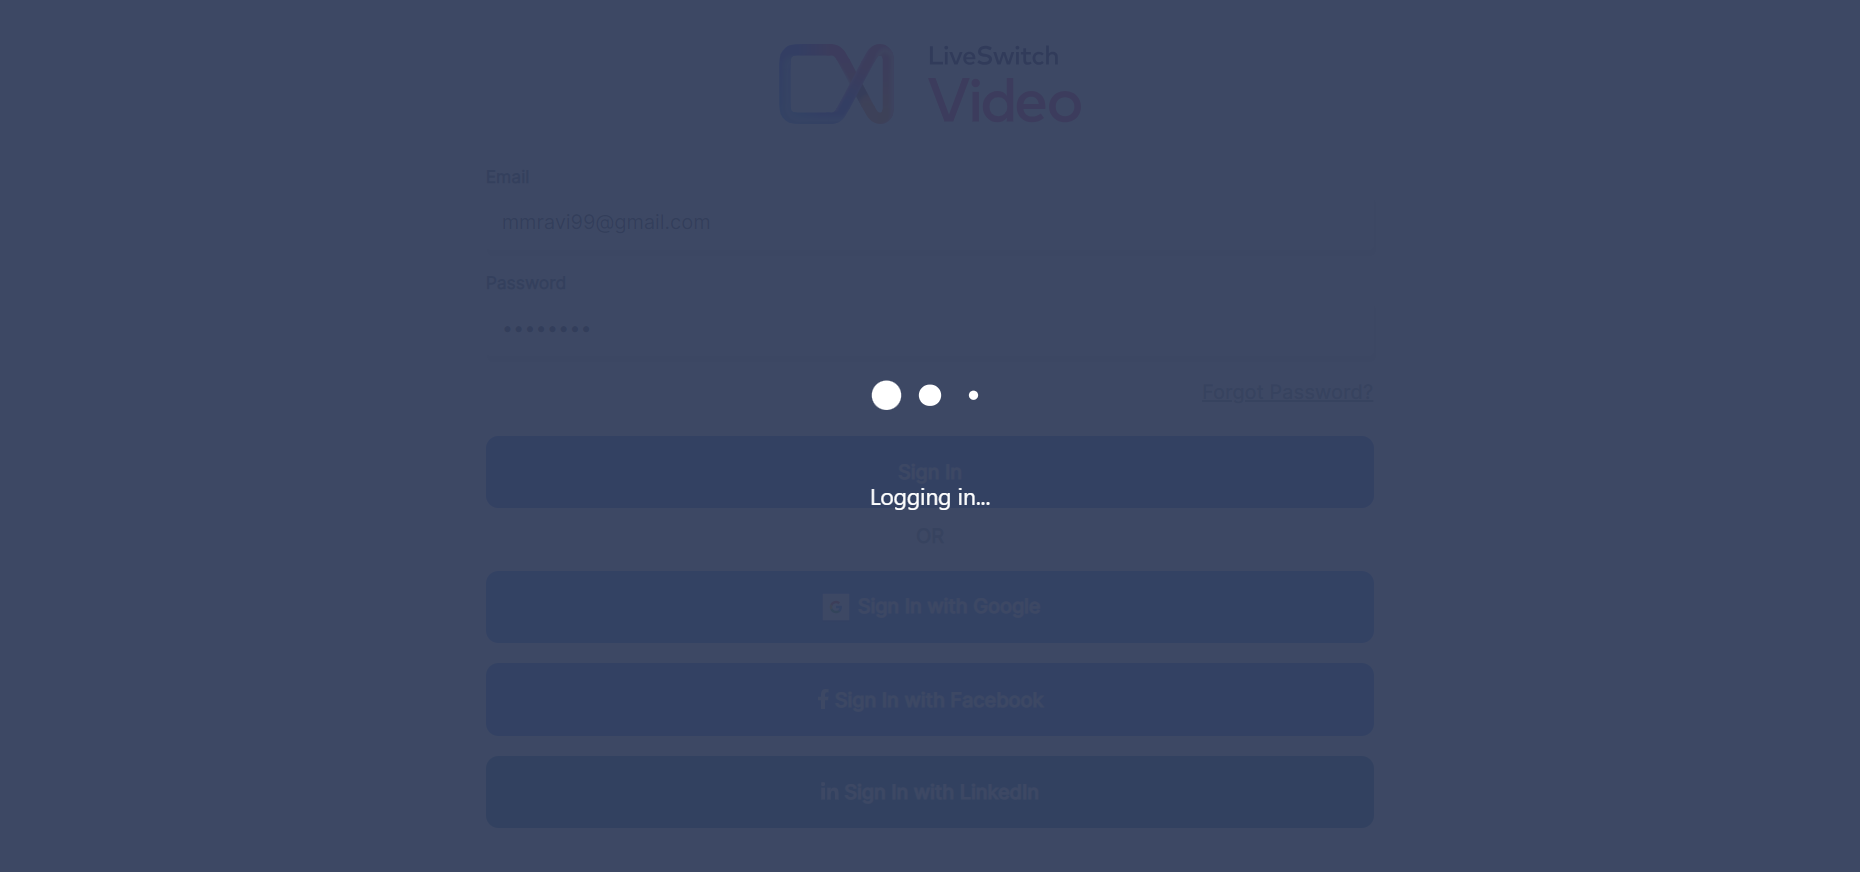 LiveSwitch
Video
Email
mmravi99@gmail.com
Password
Forgot Password?
Sign In
Logging in...
OR
G Sign In with Google
f Sign In with Facebook
in Sign In with LinkedIn